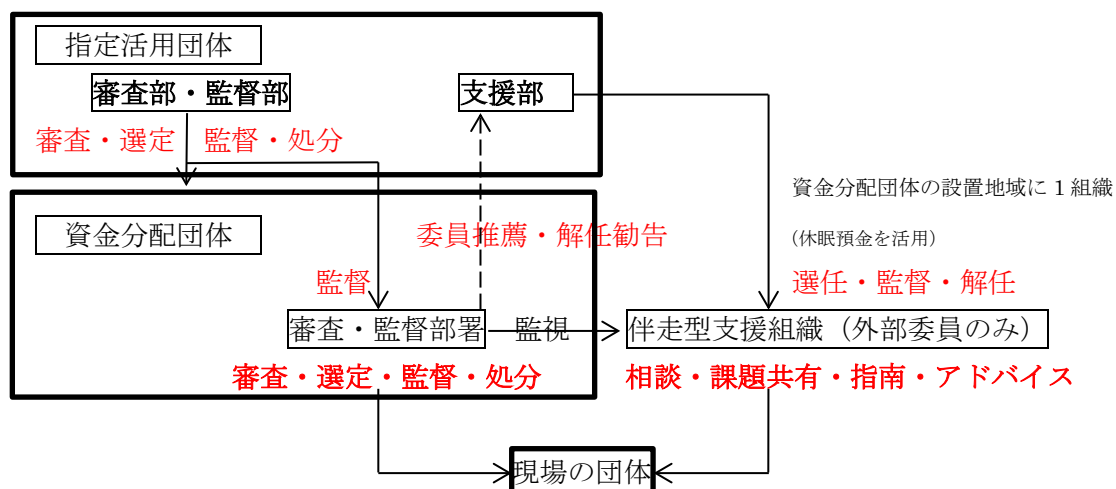 指定活用団体
審査部・監督部
支援部
審査・選定
監督・処分
資金分配団体の設置地域に1組織
(休眠預金を活用)
資金分配団体
委員推薦・解任勧告
監督
選任・監督・解任
審査・監督部署
監視
伴走型支援組織（外部委員のみ）
審査・選定・監督・処分
相談・課題共有・指南・アドバイス
現場の団体